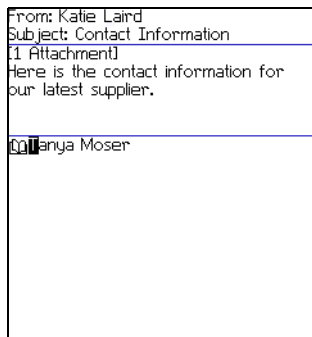 From: Katie Laird
Subject: Contact Information
[1 Attachment]
Here is the contact information for
our latest supplier.
Tanya Moser